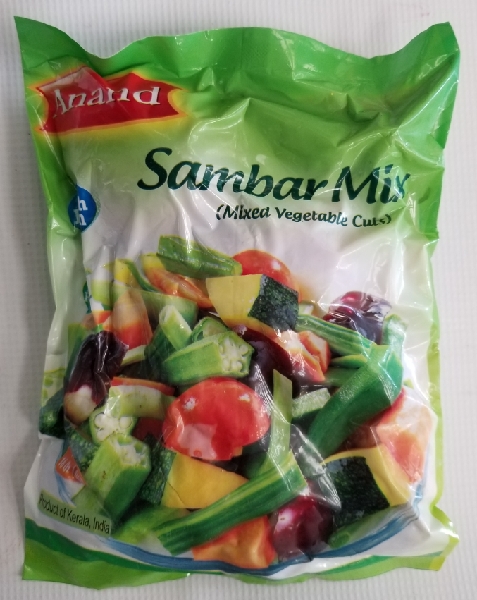 Anand
Sambar Mix
(Mixed Vegetable Cuts)
Product of Kerala, India